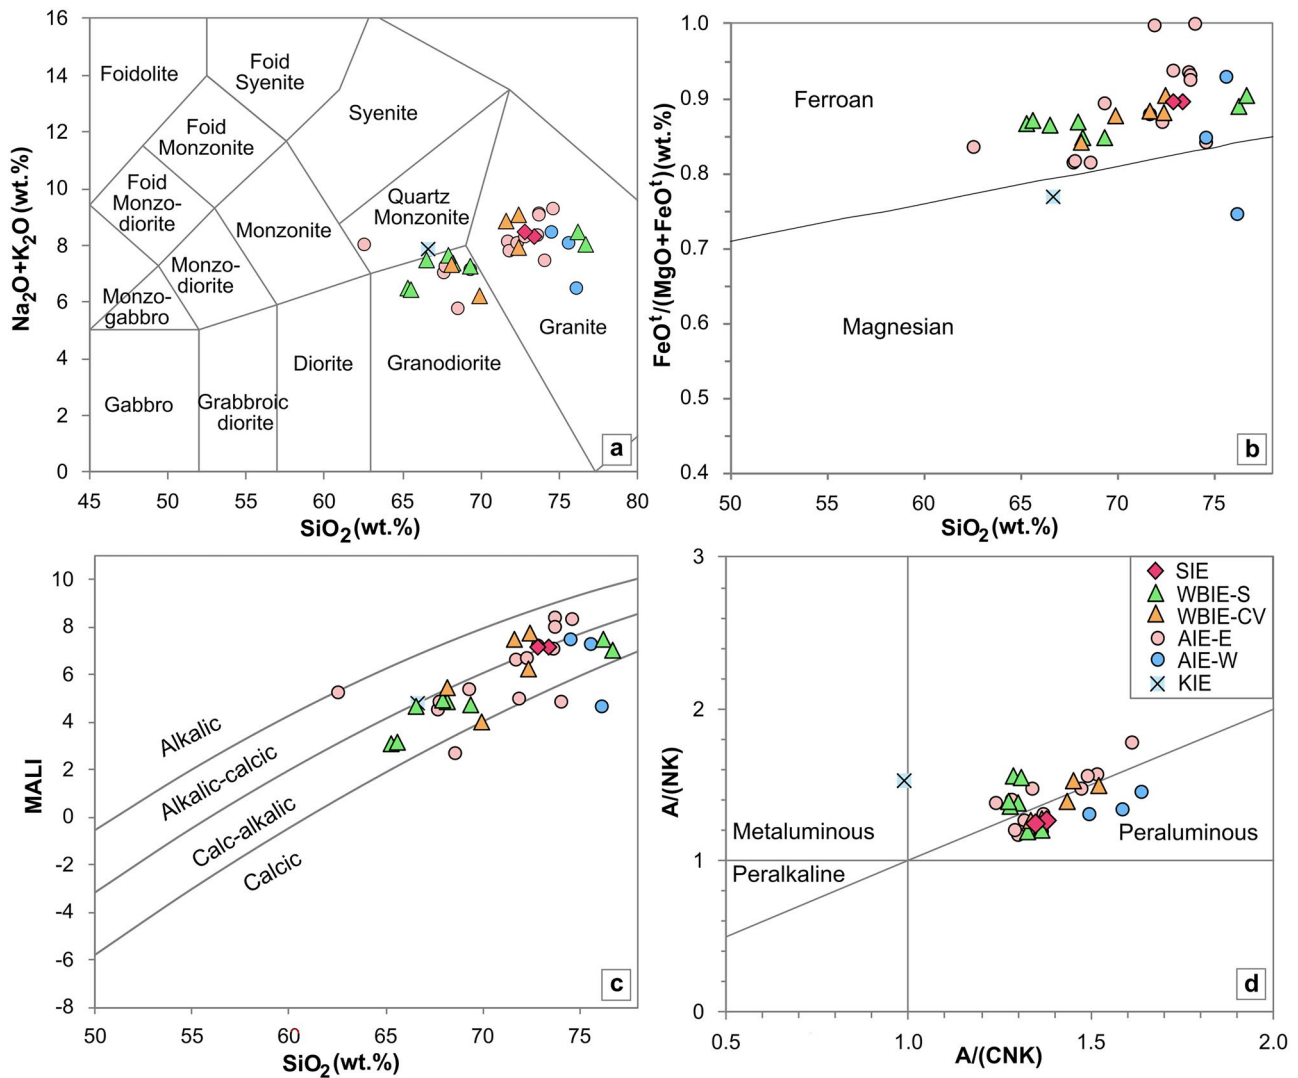 16
14
12
10
8
6
4
2
0
Na2O+K2O (wt.%)
Foidolite
Foid
Syenite
Syenite
Foid
Monzonite
Foid
Monzo-
diorite
Quartz
Monzonite
Monzonite
Monzo-
diorite
Monzo-
gabbro
Granite
Diorite
Granodiorite
Gabbro
Grabbroic
diorite
a
45
50
55
60
65
70
75
80
SiO2 (wt.%)
1.0
0.9
0.8
0.7
0.6
0.5
0.4
FeOt/(MgO+FeOt)(wt.%)
Ferroan
Magnesian
b
50
55
60
65
70
75
SiO2 (wt.%)
10
8
6
4
2
0
-2
-4
-6
-8
MALI
Alkalic
Alkalic-calcic
Calc-alkalic
Calcic
c
50
55
60
65
70
75
SiO2 (wt.%)
3
2
1
0
A/(NK)
SIE
WBIE-S
WBIE-CV
AIE-E
AIE-W
KIE
Metaluminous
Peraluminous
Peralkaline
d
0.5
1.0
1.5
2.0
A/(CNK)